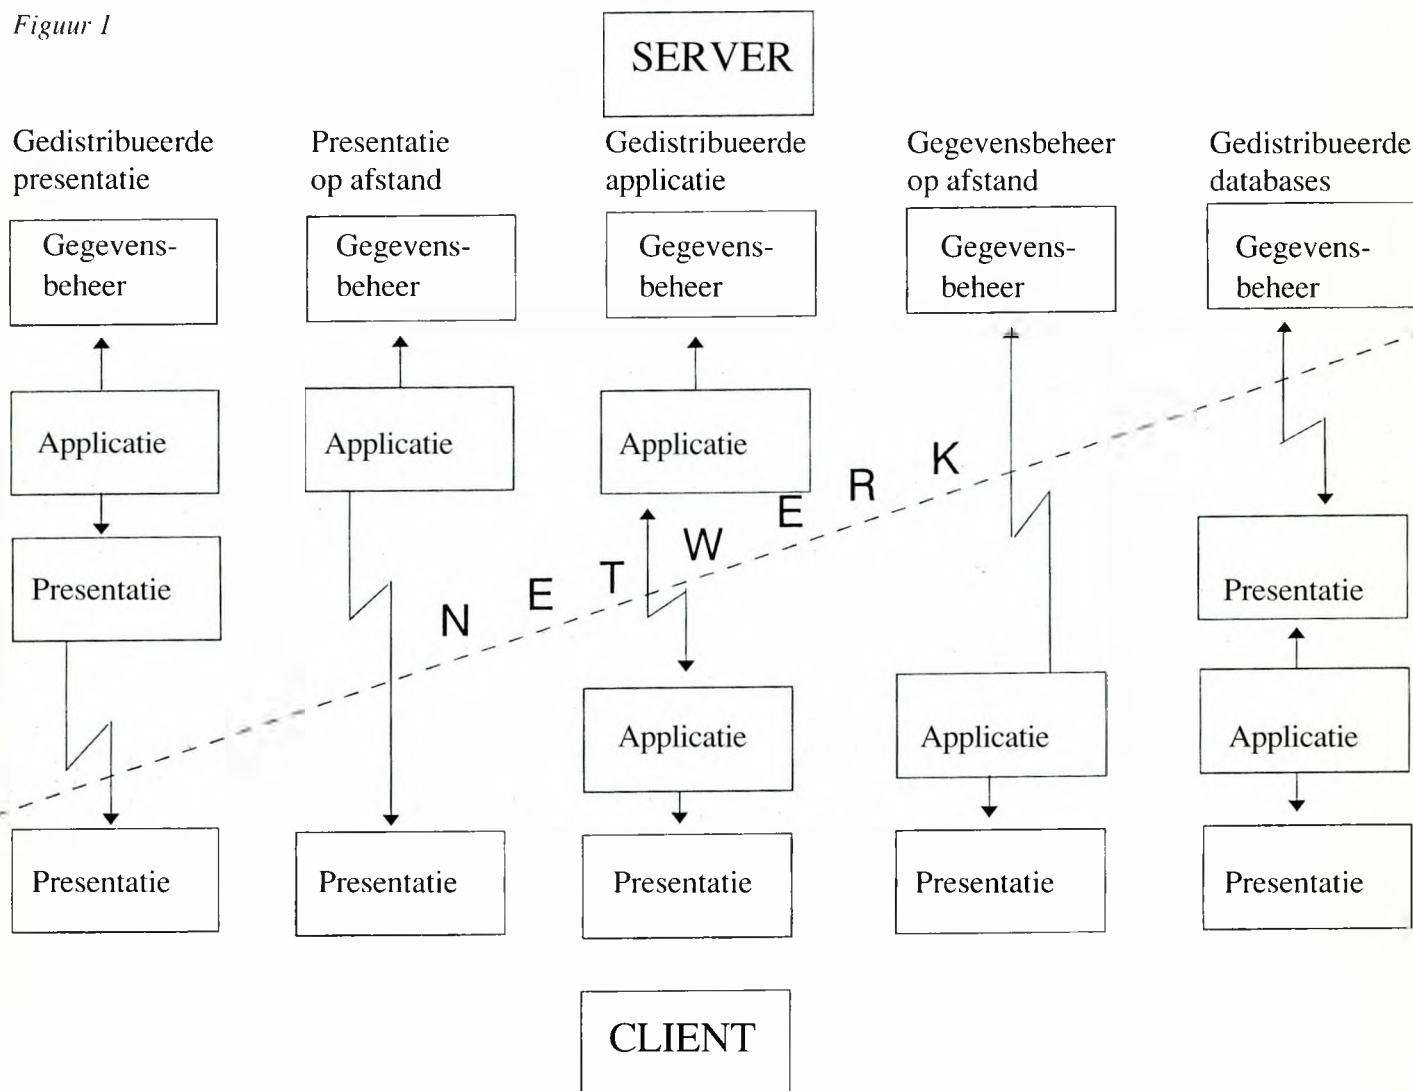 Figuur 1
SERVER
Gedistribueerde
presentatie
Presentatie
op afstand
Gedistribueerde
applicatie
Gegevensbeheer
op afstand
Gedistribueerde
databases
Gegevens-
beheer
Gegevens-
beheer
Gegevens-
beheer
Gegevens-
beheer
Gegevens-
beheer
Applicatie
Applicatie
Applicatie
Presentatie
Presentatie
NETWERK
Applicatie
Applicatie
Applicatie
Presentatie
Presentatie
Presentatie
Presentatie
Presentatie
CLIENT